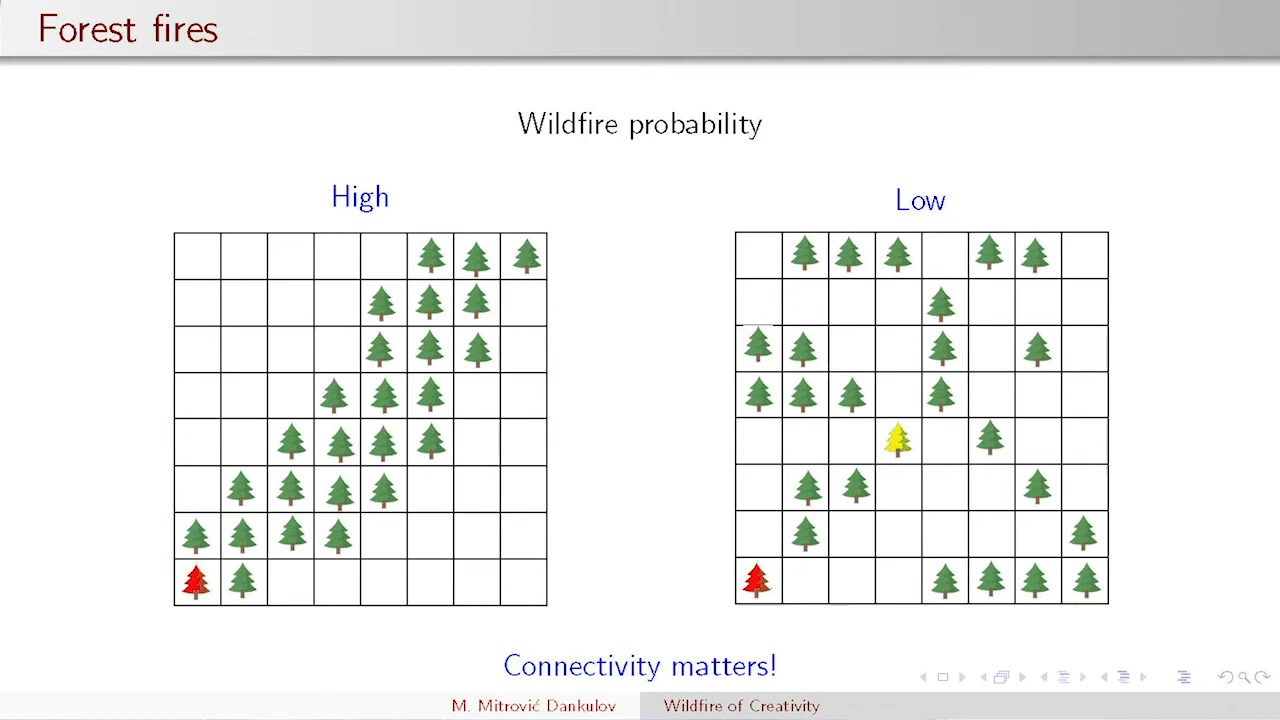 Forest fires
Wildfire probability
High
Low
Connectivity matters!
M. Mitrović Dankulov
Wildfire of Creativity